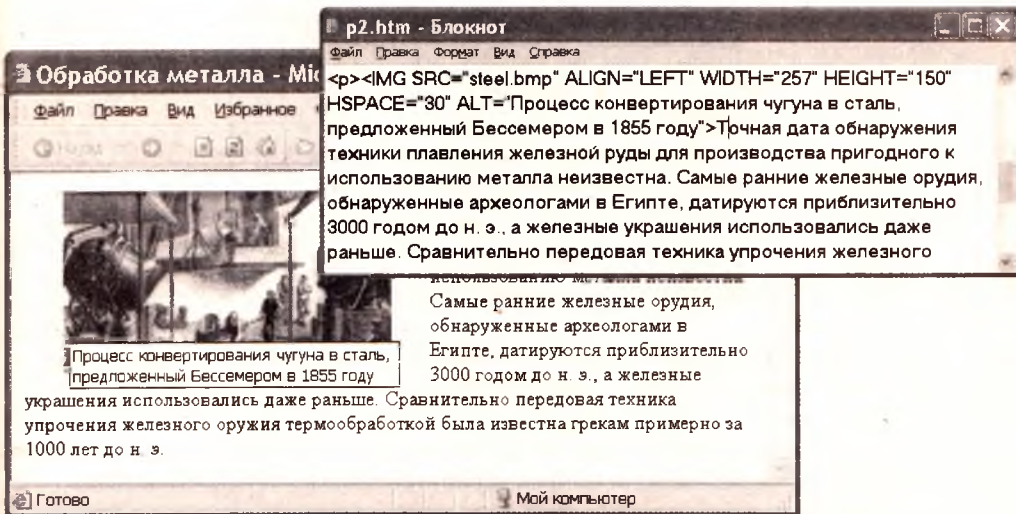 p2.htm - Блокнот
Файл Правка Формат Вид Справка
<p><IMG SRC="steel.bmp" ALIGN="LEFT" WIDTH="257" HEIGHT="150"
HSPACE="30" ALT="Процесс конвертирования чугуна в сталь,
предложенный Бессемером в 1855 году">Точная дата обнаружения
техники плавления железной руды для производства пригодного к
использованию металла неизвестна. Самые ранние железные орудия,
обнаруженные археологами в Египте, датируются приблизительно
3000 годом до н. э., а железные украшения использовались даже
раньше. Сравнительно передовая техника упрочения железного
Обработка металла - Mic
Файл Правка Вид Избранное
использованию
Самые ранние железные орудия,
обнаруженные археологами в
Египте, датируются приблизительно
3000 годом до н. э., а железные
Процесс конвертирования чугуна в сталь,
предложенный Бессемером в 1855 году
украшения использовались даже раньше. Сравнительно передовая техника
упрочения железного оружия термообработкой была известна грекам примерно за
1000 лет до н. э.
Готово
Мой компьютер